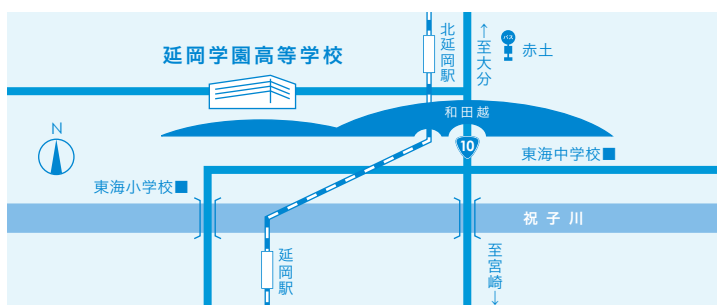 延岡学園高等学校
北延岡駅
↑至大分
バス
赤土
和田越
N
10
東海中学校■
東海小学校■
祝子川
延岡駅
至宮崎↓